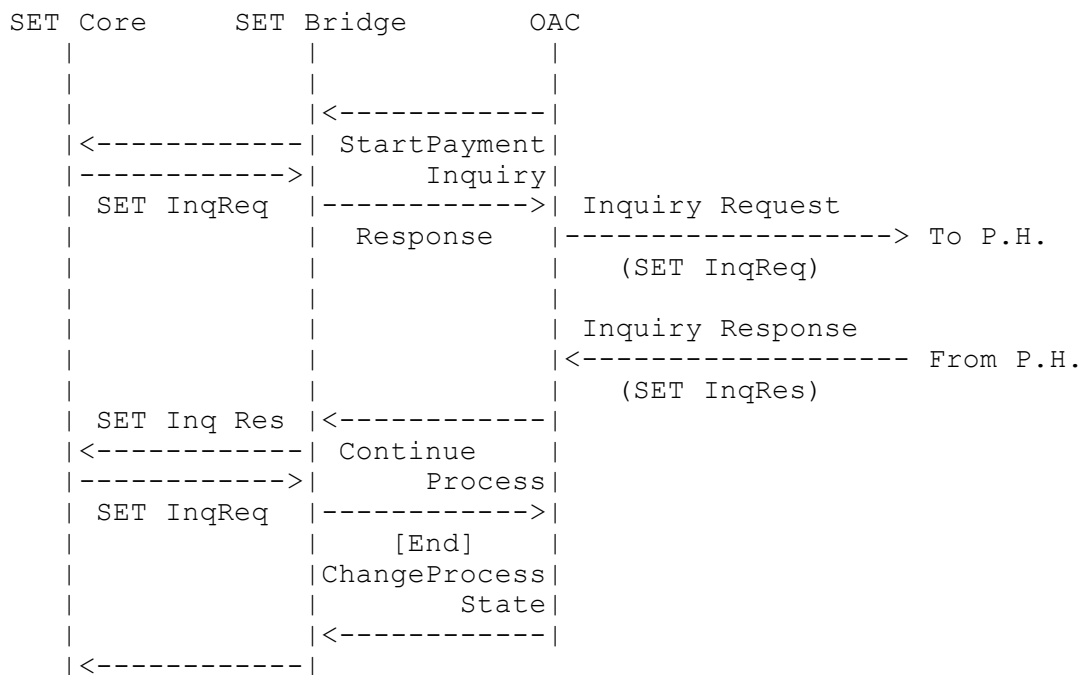 SET Core SET Bridge OAC
StartPayment
Inquiry
SET InqReq Inquiry Request
Response To P.H.
(SET InqReq)
Inquiry Response
From P.H.
(SET InqRes)
SET Inq Res
Continue
Process
SET InqReq
[End]
ChangeProcess
State